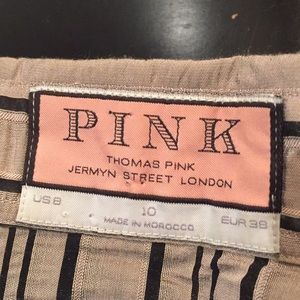 PINK
THOMAS PINK
JERMYN STREET LONDON
US 8 10 EUR 38
MADE IN MOROCCO